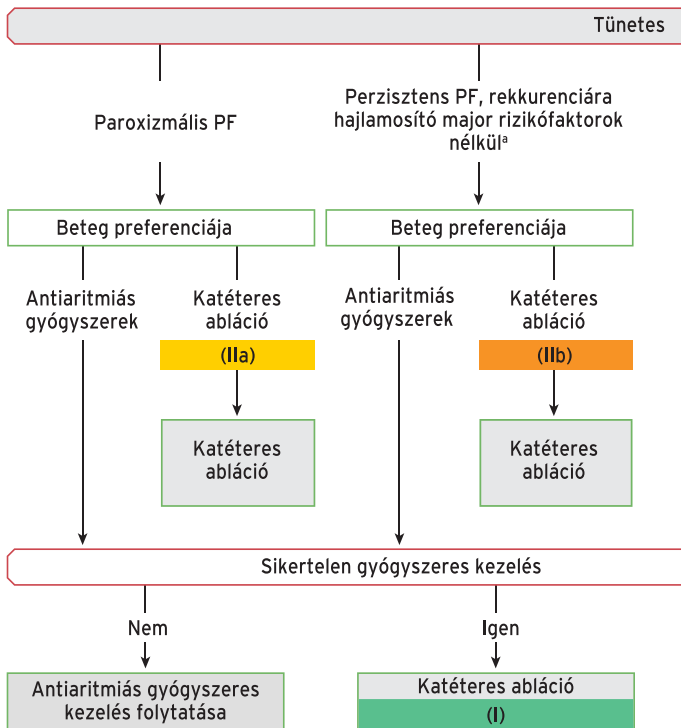 Tünetes
Paroxizmális PF
Perzisztens PF, rekkurenciára
hajlamosító major rizikófaktorok
nélkülᵃ
Beteg preferenciája
Beteg preferenciája
Antiaritmiás
gyógyszerek
Katéteres
abláció
(IIa)
Antiaritmiás
gyógyszerek
Katéteres
abláció
(IIb)
Katéteres
abláció
Katéteres
abláció
Sikertelen gyógyszeres kezelés
Nem
Igen
Antiaritmiás gyógyszeres
kezelés folytatása
Katéteres abláció
(I)